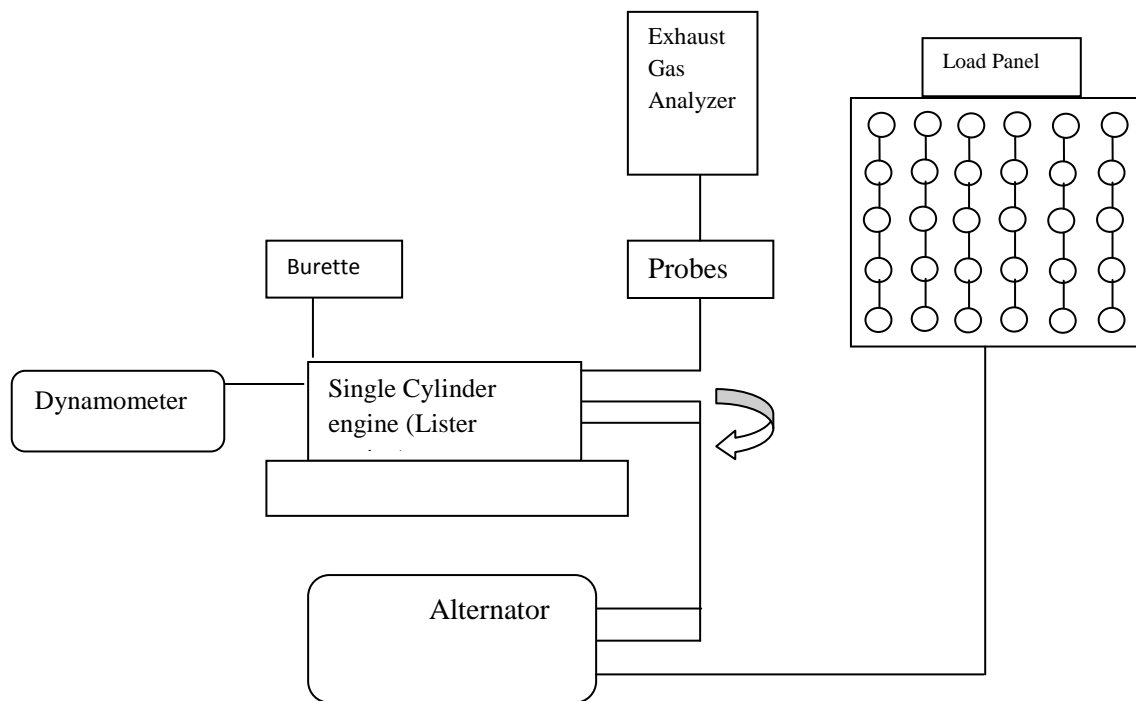 Exhaust
Gas
Analyzer
Load Panel
Burette
Probes
Dynamometer
Single Cylinder
engine (Lister
Alternator